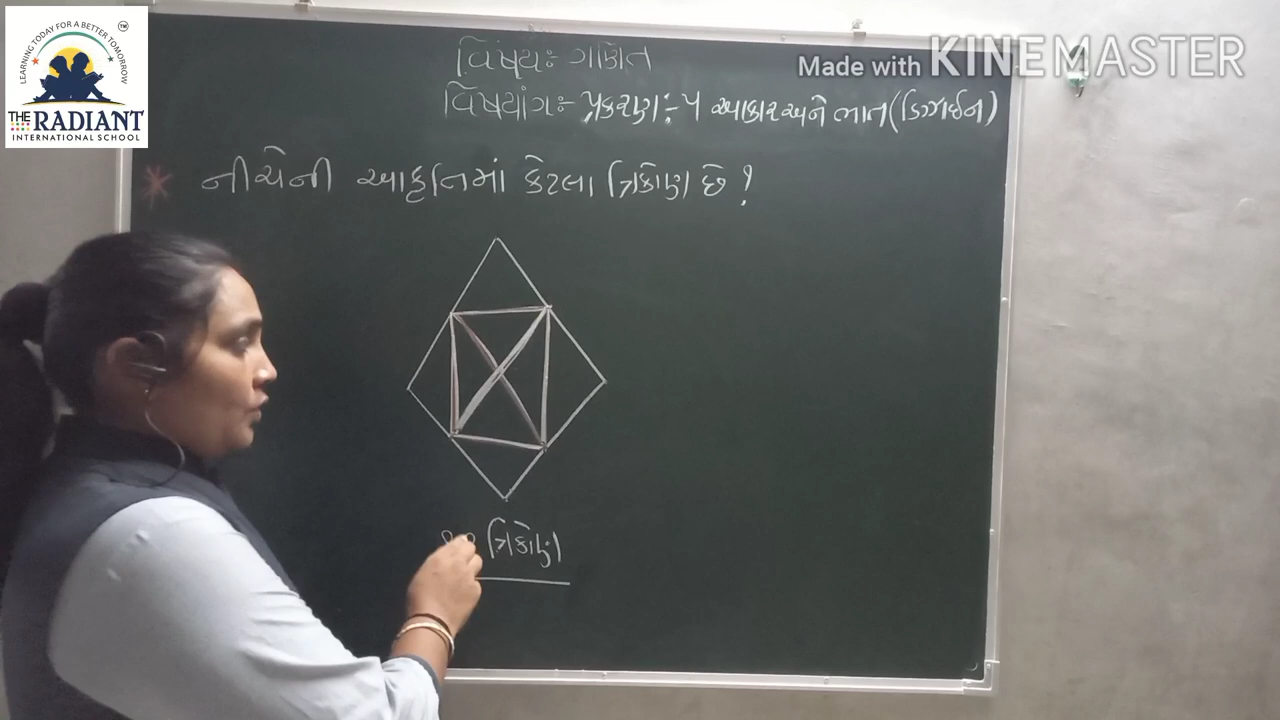 LEARNING TODAY FOR A BETTER TOMORROW
TM
THE RADIANT
INTERNATIONAL SCHOOL
Made with KINEMASTER
વિષય:- ગણિત
વિષયાંગ:- પ્રકરણ:- ૫ આકાર અને ભાત (ડિઝાઈન)
નીચેની આકૃતિમાં કેટલા ત્રિકોણ છે ?
ત્રિકોણ